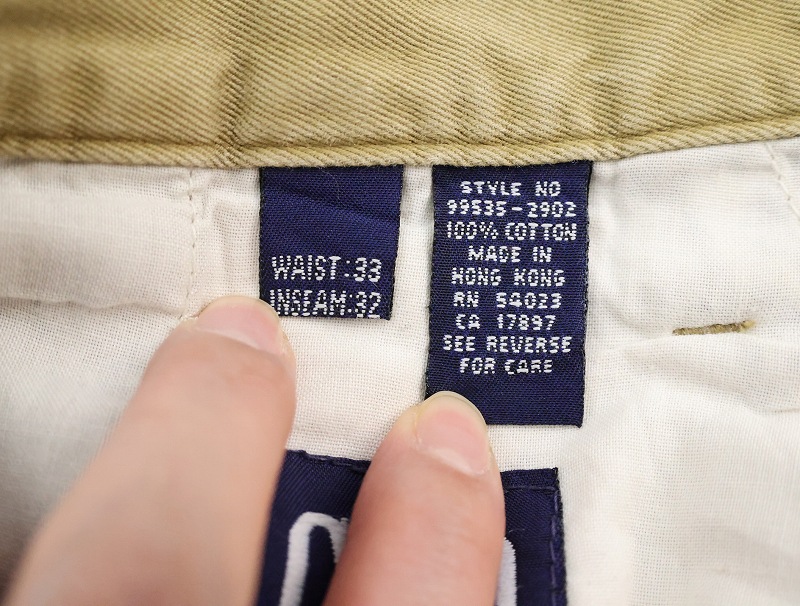 WAIST:33
INSEAM:32
STYLE NO
99535-2902
100% COTTON
MADE IN
HONG KONG
RN 54023
CA 17897
SEE REVERSE
FOR CARE